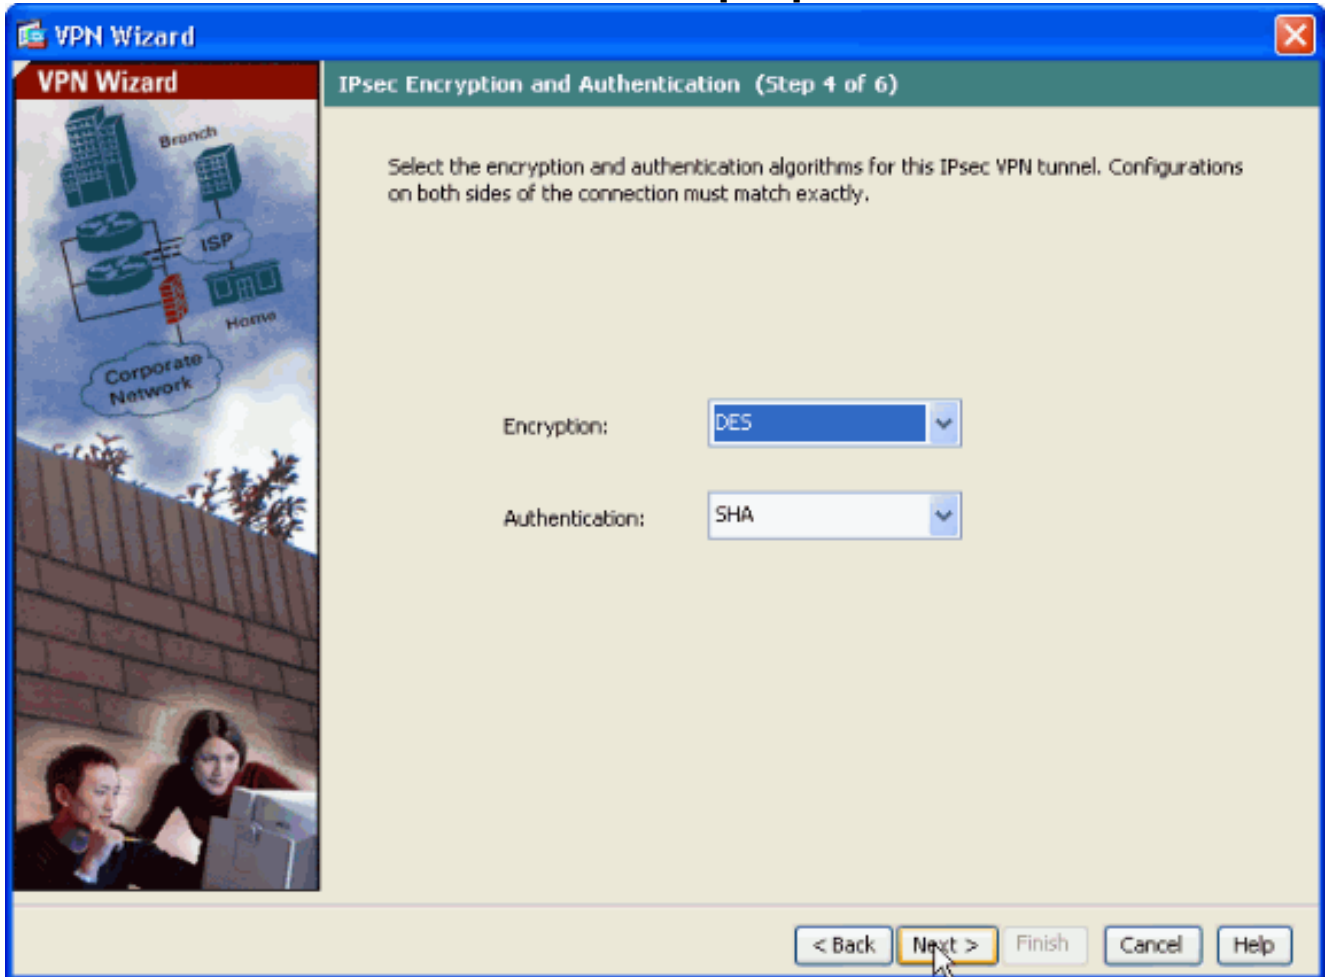 VPN Wizard
VPN Wizard
IPsec Encryption and Authentication (Step 4 of 6)
Branch
ISP
Home
Corporate
Network
Select the encryption and authentication algorithms for this IPsec VPN tunnel. Configurations
on both sides of the connection must match exactly.
Encryption:
DES
Authentication:
SHA
< Back
Next >
Finish
Cancel
Help